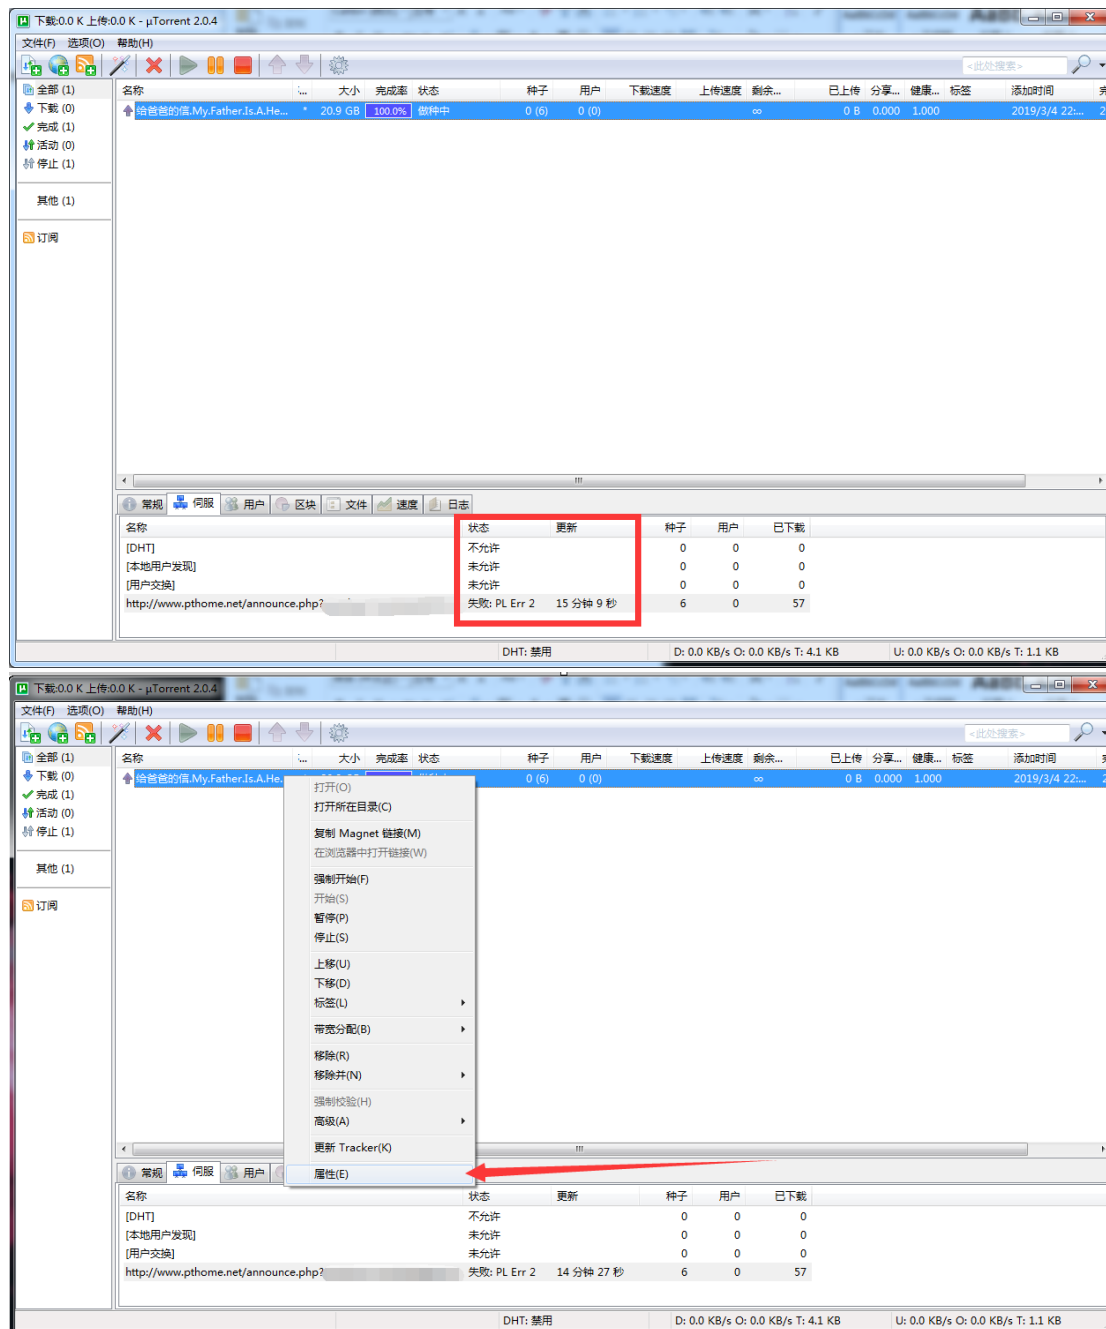 下载:0.0 K 上传:0.0 K - µTorrent 2.0.4
文件(F) 选项(O) 帮助(H)
<此处搜索>
全部 (1)
下载 (0)
完成 (1)
活动 (0)
停止 (1)
其他 (1)
订阅
名称 '... 大小 完成率 状态 种子 用户 下载速度 上传速度 剩余... 已上传 分享... 健康... 标签 添加时间 完
给爸爸的信.My.Father.Is.A.He... * 20.9 GB 100.0% 做种中 0 (6) 0 (0) ∞ 0 B 0.000 1.000 2019/3/4 22:... 2
常规 伺服 用户 区块 文件 速度 日志
名称 状态 更新 种子 用户 已下载
[DHT] 不允许 0 0 0
[本地用户发现] 未允许 0 0 0
[用户交换] 未允许 0 0 0
http://www.pthome.net/announce.php? 失败: PL Err 2 15 分钟 9 秒 6 0 57
DHT: 禁用 D: 0.0 KB/s O: 0.0 KB/s T: 4.1 KB U: 0.0 KB/s O: 0.0 KB/s T: 1.1 KB
下载:0.0 K 上传:0.0 K - µTorrent 2.0.4
文件(F) 选项(O) 帮助(H)
<此处搜索>
全部 (1)
下载 (0)
完成 (1)
活动 (0)
停止 (1)
其他 (1)
订阅
名称 '... 大小 完成率 状态 种子 用户 下载速度 上传速度 剩余... 已上传 分享... 健康... 标签 添加时间 完
给爸爸的信.My.Father.Is.A.He. 0 (6) 0 (0) ∞ 0 B 0.000 1.000 2019/3/4 22:... 2
打开(O)
打开所在目录(C)
复制 Magnet 链接(M)
在浏览器中打开链接(W)
强制开始(F)
开始(S)
暂停(P)
停止(S)
上移(U)
下移(D)
标签(L)
带宽分配(B)
移除(R)
移除并(N)
强制校验(H)
高级(A)
更新 Tracker(K)
属性(E)
常规 伺服 用户
名称 状态 更新 种子 用户 已下载
[DHT] 不允许 0 0 0
[本地用户发现] 未允许 0 0 0
[用户交换] 未允许 0 0 0
http://www.pthome.net/announce.php? 失败: PL Err 2 14 分钟 27 秒 6 0 57
DHT: 禁用 D: 0.0 KB/s O: 0.0 KB/s T: 4.1 KB U: 0.0 KB/s O: 0.0 KB/s T: 1.1 KB